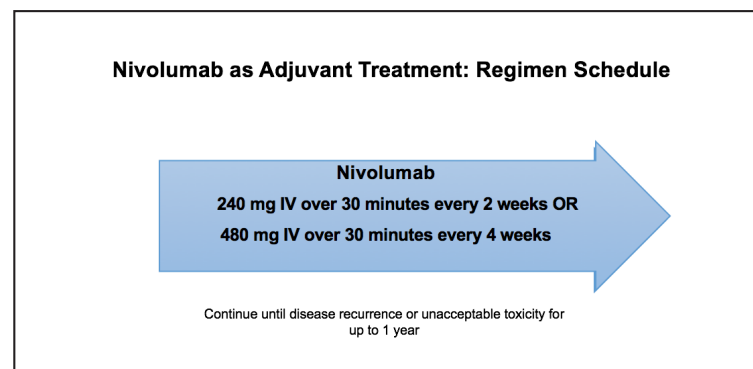 Nivolumab as Adjuvant Treatment: Regimen Schedule
Nivolumab
240 mg IV over 30 minutes every 2 weeks OR
480 mg IV over 30 minutes every 4 weeks
Continue until disease recurrence or unacceptable toxicity for
up to 1 year